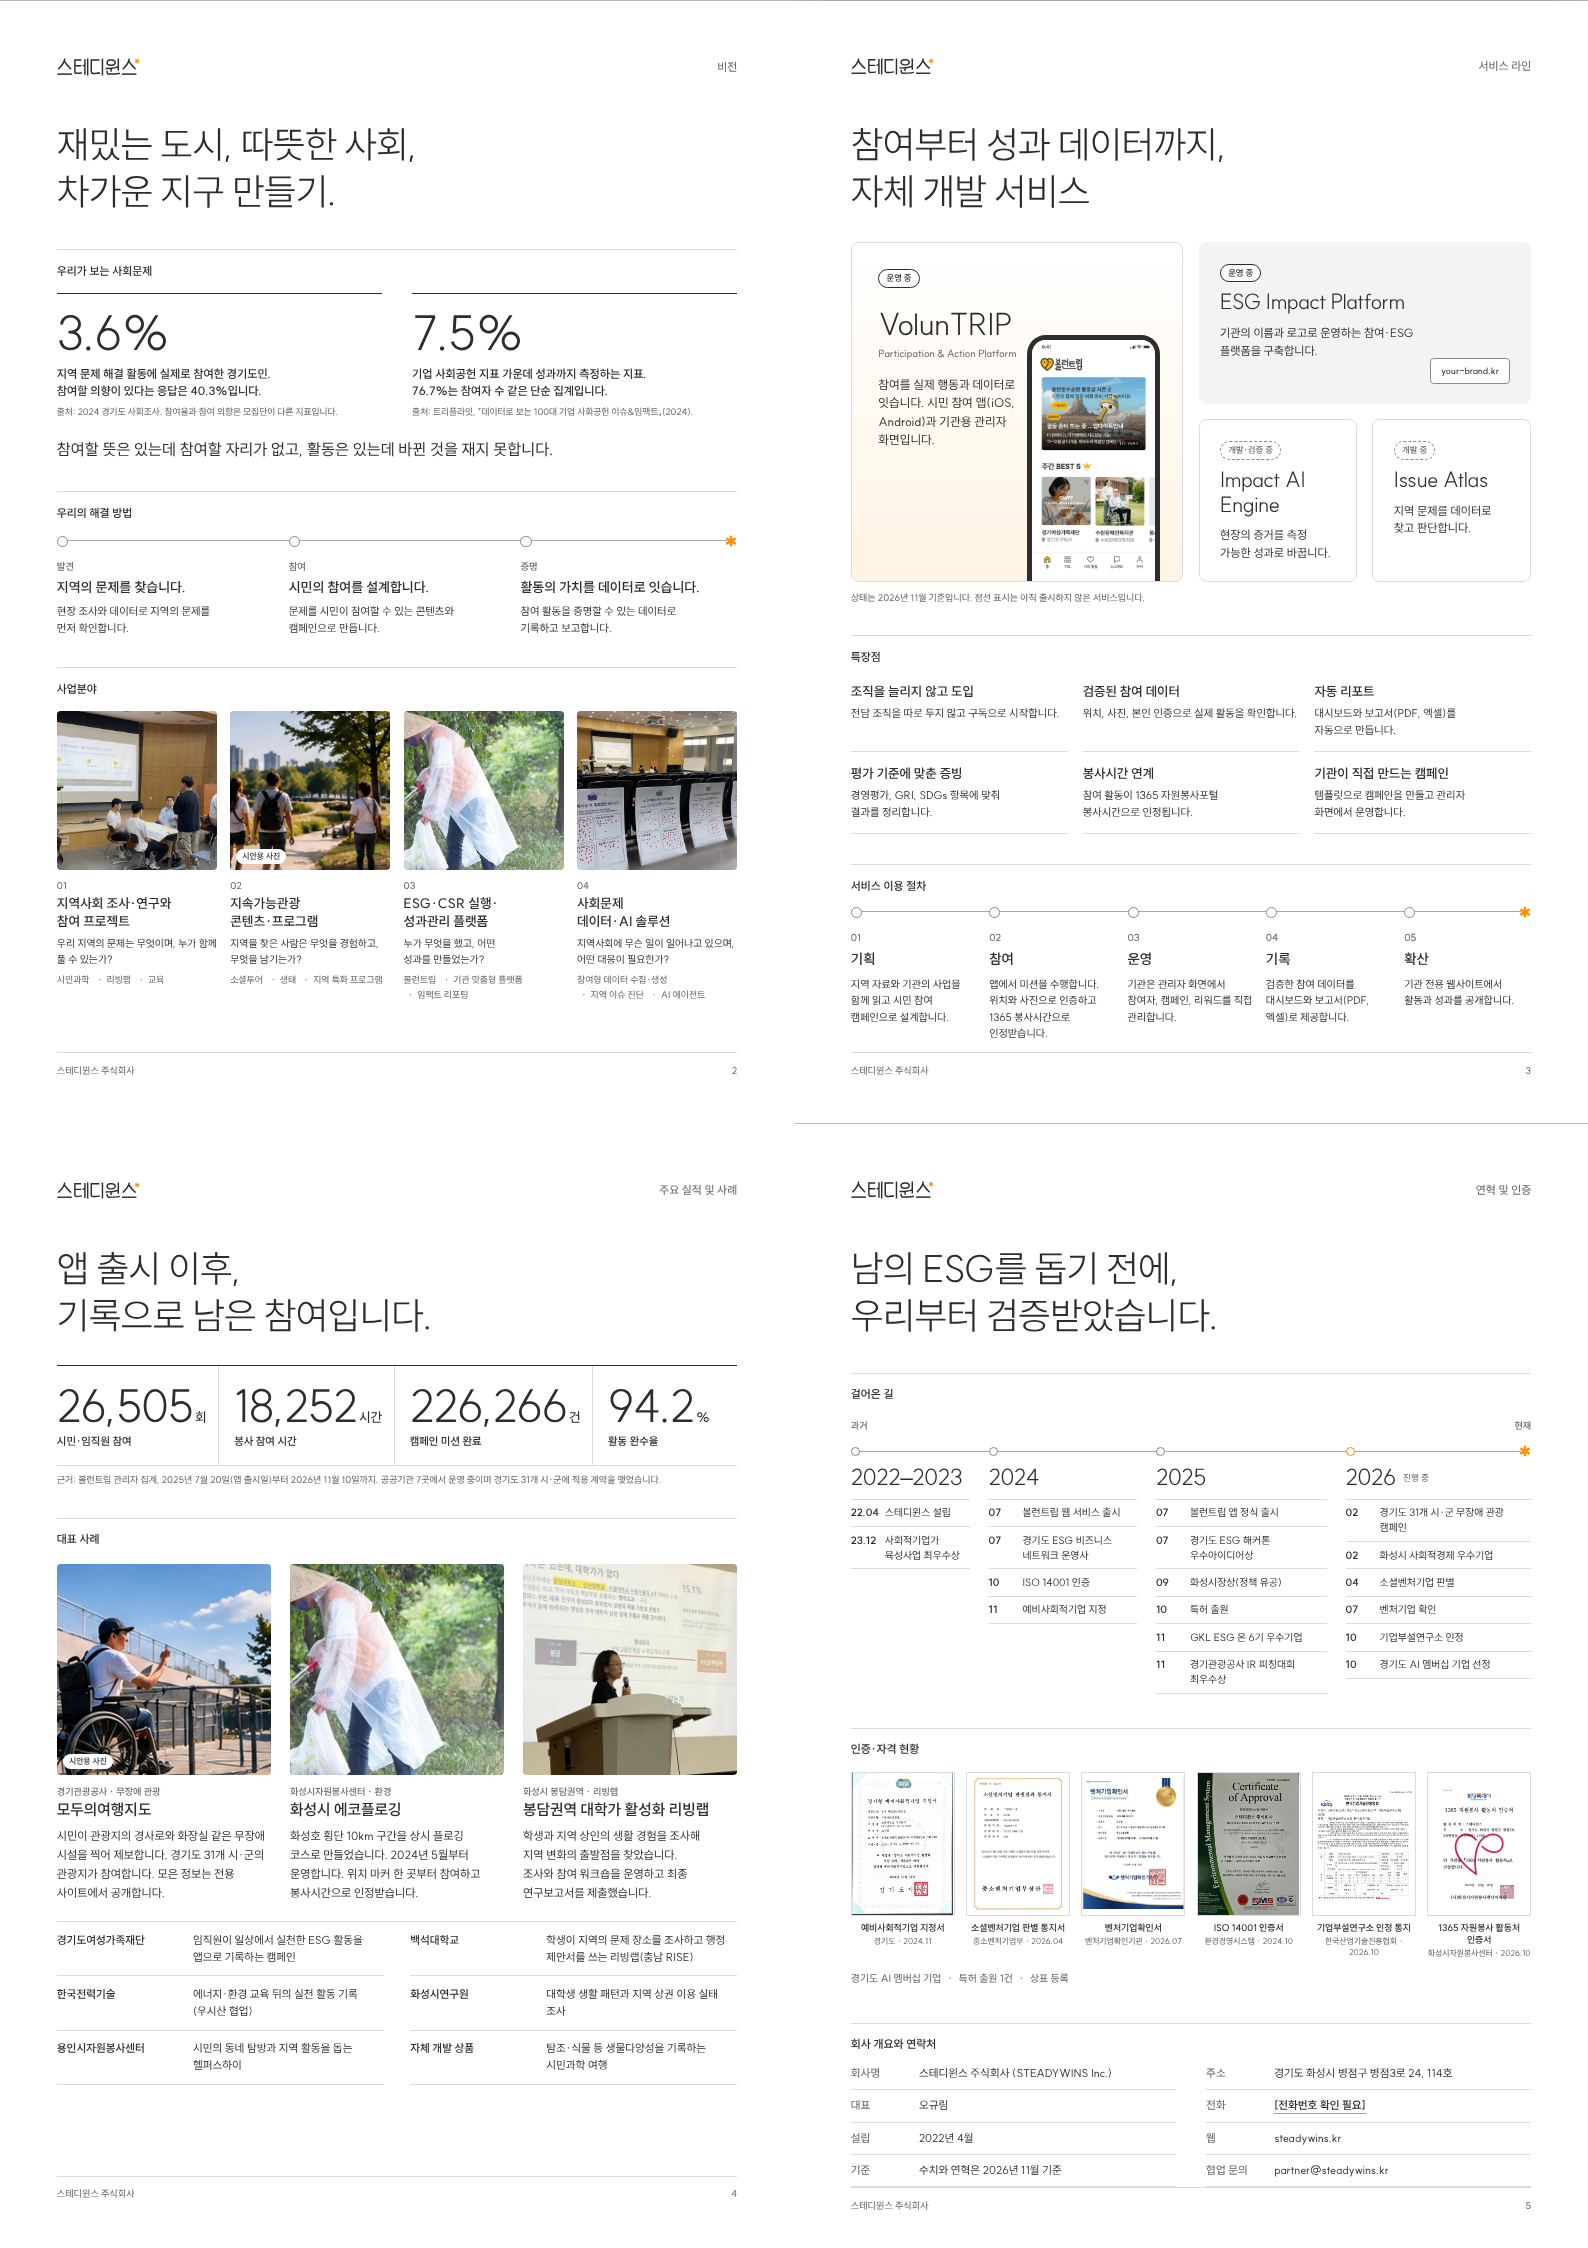 스테디윈스
비전
재밌는 도시, 따뜻한 사회,
차가운 지구 만들기.
우리가 보는 사회문제
3.6%
지역 문제 해결 활동에 실제로 참여한 경기도민.
참여할 의향이 있다는 응답은 40.3%입니다.
출처: 2024 경기도 사회조사. 참여율과 참여 의향은 모집단이 다른 지표입니다.
7.5%
기업 사회공헌 지표 가운데 성과까지 측정하는 지표.
76.7%는 참여자 수 같은 단순 집계입니다.
출처: 트리플라잇, 「데이터로 보는 100대 기업 사회공헌 이슈&임팩트」(2024).
참여할 뜻은 있는데 참여할 자리가 없고, 활동은 있는데 바뀐 것을 재지 못합니다.
우리의 해결 방법
발견
지역의 문제를 찾습니다.
현장 조사와 데이터로 지역의 문제를
먼저 확인합니다.
참여
시민의 참여를 설계합니다.
문제를 시민이 참여할 수 있는 콘텐츠와
캠페인으로 만듭니다.
증명
활동의 가치를 데이터로 잇습니다.
참여 활동을 증명할 수 있는 데이터로
기록하고 보고합니다.
사업분야
시안용 사진
01
지역사회 조사·연구와
참여 프로젝트
우리 지역의 문제는 무엇이며, 누가 함께
풀 수 있는가?
시민과학 · 리빙랩 · 교육
02
지속가능관광
콘텐츠·프로그램
지역을 찾은 사람은 무엇을 경험하고,
무엇을 남기는가?
소셜투어 · 생태 · 지역 특화 프로그램
03
ESG·CSR 실행·
성과관리 플랫폼
누가 무엇을 했고, 어떤
성과를 만들었는가?
볼런트립 · 기관 맞춤형 플랫폼
· 임팩트 리포팅
04
사회문제
데이터·AI 솔루션
지역사회에 무슨 일이 일어나고 있으며,
어떤 대응이 필요한가?
참여형 데이터 수집·생성
· 지역 이슈 진단 · AI 에이전트
스테디윈스 주식회사
2
스테디윈스
서비스 라인
참여부터 성과 데이터까지,
자체 개발 서비스
운영 중
VolunTRIP
Participation & Action Platform
참여를 실제 행동과 데이터로
잇습니다. 시민 참여 앱(iOS,
Android)과 기관용 관리자
화면입니다.
9:41
볼런트립
주간 BEST 5
운영 중
ESG Impact Platform
기관의 이름과 로고로 운영하는 참여·ESG
플랫폼을 구축합니다.
your-brand.kr
개발·검증 중
Impact AI
Engine
현장의 증거를 측정
가능한 성과로 바꿉니다.
개발 중
Issue Atlas
지역 문제를 데이터로
찾고 판단합니다.
상태는 2026년 11월 기준입니다. 점선 표시는 아직 출시하지 않은 서비스입니다.
특장점
조직을 늘리지 않고 도입
전담 조직을 따로 두지 않고 구독으로 시작합니다.
검증된 참여 데이터
위치, 사진, 본인 인증으로 실제 활동을 확인합니다.
자동 리포트
대시보드와 보고서(PDF, 엑셀)를
자동으로 만듭니다.
평가 기준에 맞춘 증빙
경영평가, GRI, SDGs 항목에 맞춰
결과를 정리합니다.
봉사시간 연계
참여 활동이 1365 자원봉사포털
봉사시간으로 인정됩니다.
기관이 직접 만드는 캠페인
템플릿으로 캠페인을 만들고 관리자
화면에서 운영합니다.
서비스 이용 절차
01
기획
지역 자료와 기관의 사업을
함께 읽고 시민 참여
캠페인으로 설계합니다.
02
참여
앱에서 미션을 수행합니다.
위치와 사진으로 인증하고
1365 봉사시간으로
인정받습니다.
03
운영
기관은 관리자 화면에서
참여자, 캠페인, 리워드를 직접
관리합니다.
04
기록
검증한 참여 데이터를
대시보드와 보고서(PDF,
엑셀)로 제공합니다.
05
확산
기관 전용 웹사이트에서
활동과 성과를 공개합니다.
스테디윈스 주식회사
3
스테디윈스
주요 실적 및 사례
앱 출시 이후,
기록으로 남은 참여입니다.
26,505회
시민·임직원 참여
18,252시간
봉사 참여 시간
226,266건
캠페인 미션 완료
94.2%
활동 완수율
근거: 볼런트립 관리자 집계, 2025년 7월 20일(앱 출시일)부터 2026년 11월 10일까지. 공공기관 7곳에서 운영 중이며 경기도 31개 시·군에 적용 계약을 맺었습니다.
대표 사례
시안용 사진
경기관광공사 · 무장애 관광
모두의여행지도
시민이 관광지의 경사로와 화장실 같은 무장애
시설을 찍어 제보합니다. 경기도 31개 시·군의
관광지가 참여합니다. 모은 정보는 전용
사이트에서 공개합니다.
화성시자원봉사센터 · 환경
화성시 에코플로깅
화성호 횡단 10km 구간을 상시 플로깅
코스로 만들었습니다. 2024년 5월부터
운영합니다. 위치 마커 한 곳부터 참여하고
봉사시간으로 인정받습니다.
15.1%
화성시 봉담권역 · 리빙랩
봉담권역 대학가 활성화 리빙랩
학생과 지역 상인의 생활 경험을 조사해
지역 변화의 출발점을 찾았습니다.
조사와 참여 워크숍을 운영하고 최종
연구보고서를 제출했습니다.
경기도여성가족재단
임직원이 일상에서 실천한 ESG 활동을
앱으로 기록하는 캠페인
백석대학교
학생이 지역의 문제 장소를 조사하고 행정
제안서를 쓰는 리빙랩(충남 RISE)
한국전력기술
에너지·환경 교육 뒤의 실천 활동 기록
(우시산 협업)
화성시연구원
대학생 생활 패턴과 지역 상권 이용 실태
조사
용인시자원봉사센터
시민의 동네 탐방과 지역 활동을 돕는
헬퍼스하이
자체 개발 상품
탐조·식물 등 생물다양성을 기록하는
시민과학 여행
스테디윈스 주식회사
4
스테디윈스
연혁 및 인증
남의 ESG를 돕기 전에,
우리부터 검증받았습니다.
걸어온 길
과거
현재
2022–2023
22.04 스테디윈스 설립
23.12 사회적기업가
육성사업 최우수상
2024
07 볼런트립 웹 서비스 출시
07 경기도 ESG 비즈니스
네트워크 운영사
10 ISO 14001 인증
11 예비사회적기업 지정
2025
07 볼런트립 앱 정식 출시
07 경기도 ESG 해커톤
우수아이디어상
09 화성시장상(정책 유공)
10 특허 출원
11 GKL ESG 온 6기 우수기업
11 경기관광공사 IR 피칭대회
최우수상
2026 진행 중
02 경기도 31개 시·군 무장애 관광
캠페인
02 화성시 사회적경제 우수기업
04 소셜벤처기업 판별
07 벤처기업 확인
10 기업부설연구소 인정
10 경기도 AI 멤버십 기업 선정
인증·자격 현황
벤처기업확인서
Certificate
of Approval
Environmental Management System
예비사회적기업 지정서
경기도 · 2024.11
소셜벤처기업 판별 통지서
중소벤처기업부 · 2026.04
벤처기업확인서
벤처기업확인기관 · 2026.07
ISO 14001 인증서
환경경영시스템 · 2024.10
기업부설연구소 인정 통지
한국산업기술진흥협회 ·
2026.10
1365 자원봉사 활동처
인증서
화성시자원봉사센터 · 2026.10
경기도 AI 멤버십 기업 · 특허 출원 1건 · 상표 등록
회사 개요와 연락처
회사명 스테디윈스 주식회사 (STEADYWINS Inc.)
대표 오규림
설립 2022년 4월
기준 수치와 연혁은 2026년 11월 기준
주소 경기도 화성시 병점구 병점3로 24, 114호
전화 [전화번호 확인 필요]
웹 steadywins.kr
협업 문의 partner@steadywins.kr
스테디윈스 주식회사
5